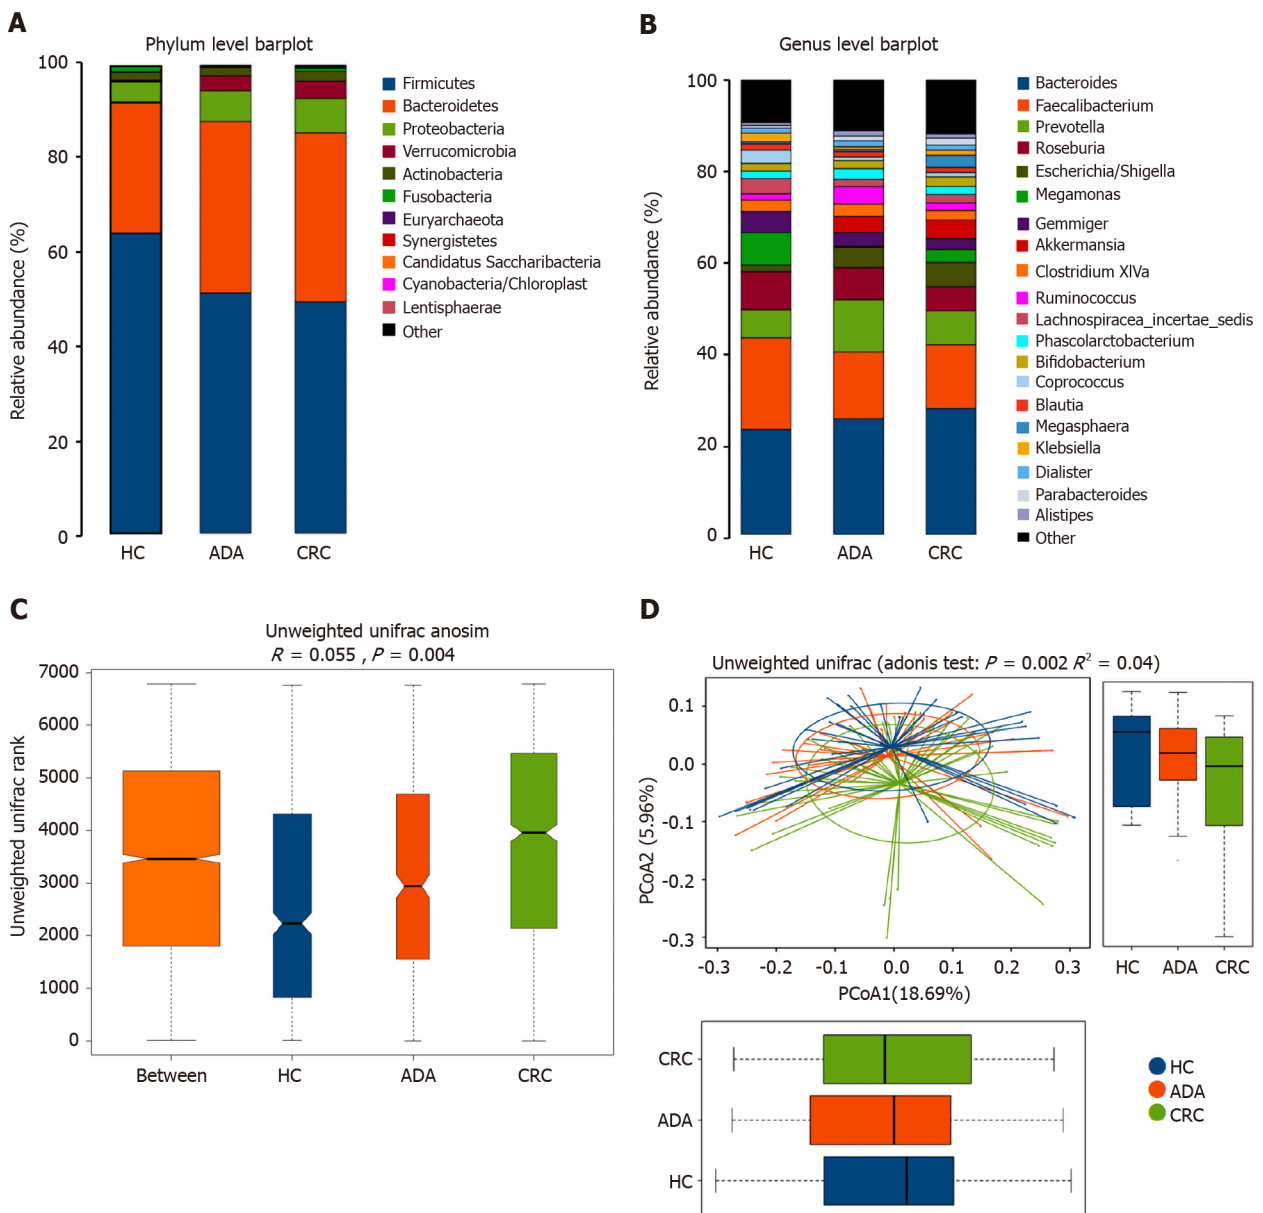 A
Phylum level barplot
Relative abundance (%)
100
80
60
40
20
0
HC
ADA
CRC
Firmicutes
Bacteroidetes
Proteobacteria
Verrucomicrobia
Actinobacteria
Fusobacteria
Euryarchaeota
Synergistetes
Candidatus Saccharibacteria
Cyanobacteria/Chloroplast
Lentisphaerae
Other
B
Genus level barplot
Relative abundance (%)
100
80
60
40
20
0
HC
ADA
CRC
Bacteroides
Faecalibacterium
Prevotella
Roseburia
Escherichia/Shigella
Megamonas
Gemmiger
Akkermansia
Clostridium XlVa
Ruminococcus
Lachnospiracea_incertae_sedis
Phascolarctobacterium
Bifidobacterium
Coprococcus
Blautia
Megasphaera
Klebsiella
Dialister
Parabacteroides
Alistipes
Other
C
Unweighted unifrac anosim
R = 0.055 , P = 0.004
Unweighted unifrac rank
7000
6000
5000
4000
3000
2000
1000
0
Between
HC
ADA
CRC
D
Unweighted unifrac (adonis test: P = 0.002 R² = 0.04)
PCoA2 (5.96%)
0.1
0.0
-0.1
-0.2
-0.3
-0.3
-0.2
-0.1
0.0
0.1
0.2
0.3
PCoA1(18.69%)
HC
ADA
CRC
CRC
ADA
HC
HC
ADA
CRC